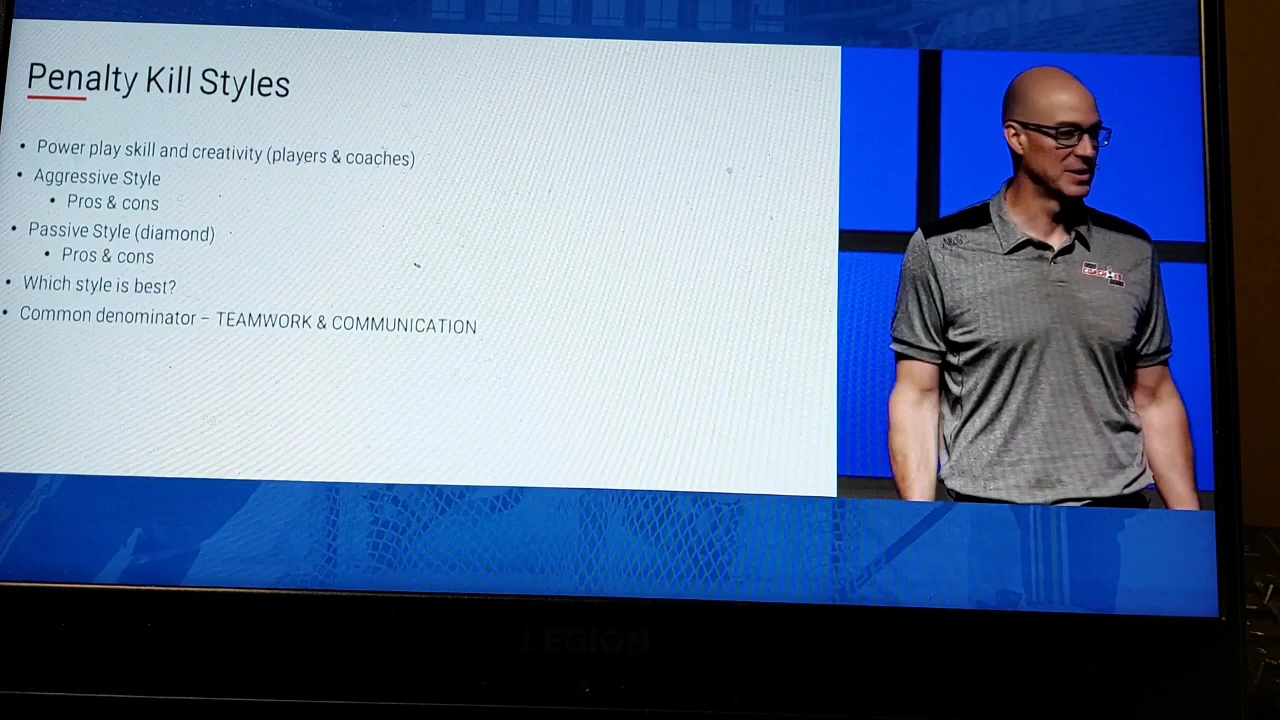 Penalty Kill Styles
• Power play skill and creativity (players & coaches)
• Aggressive Style
• Pros & cons
• Passive Style (diamond)
• Pros & cons
• Which style is best?
• Common denominator – TEAMWORK & COMMUNICATION
LEGION